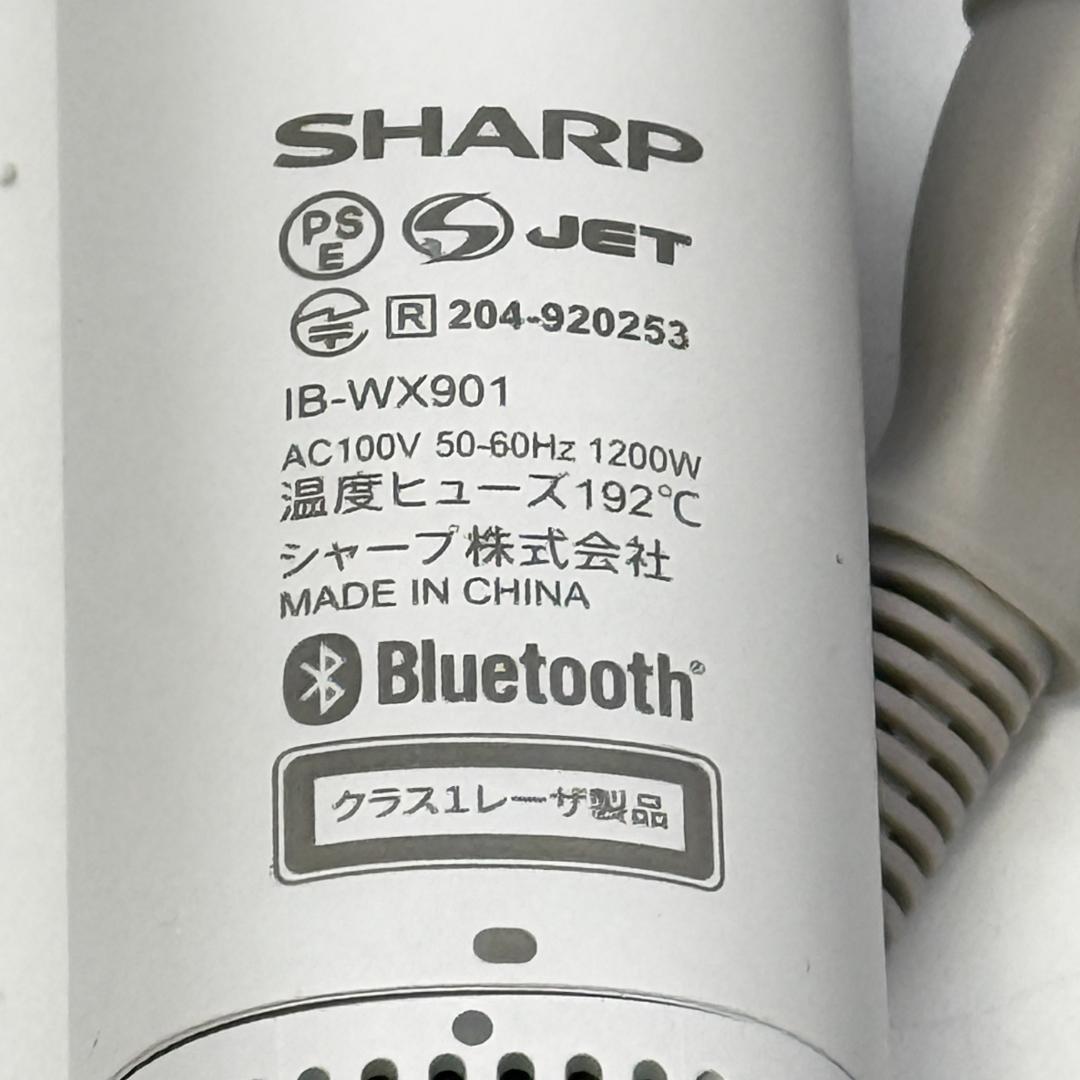 SHARP
PSE JET
R 204-920253
IB-WX901
AC100V 50-60Hz 1200W
温度ヒューズ192℃
シャープ株式会社
MADE IN CHINA
Bluetooth®
クラス1レーザ製品